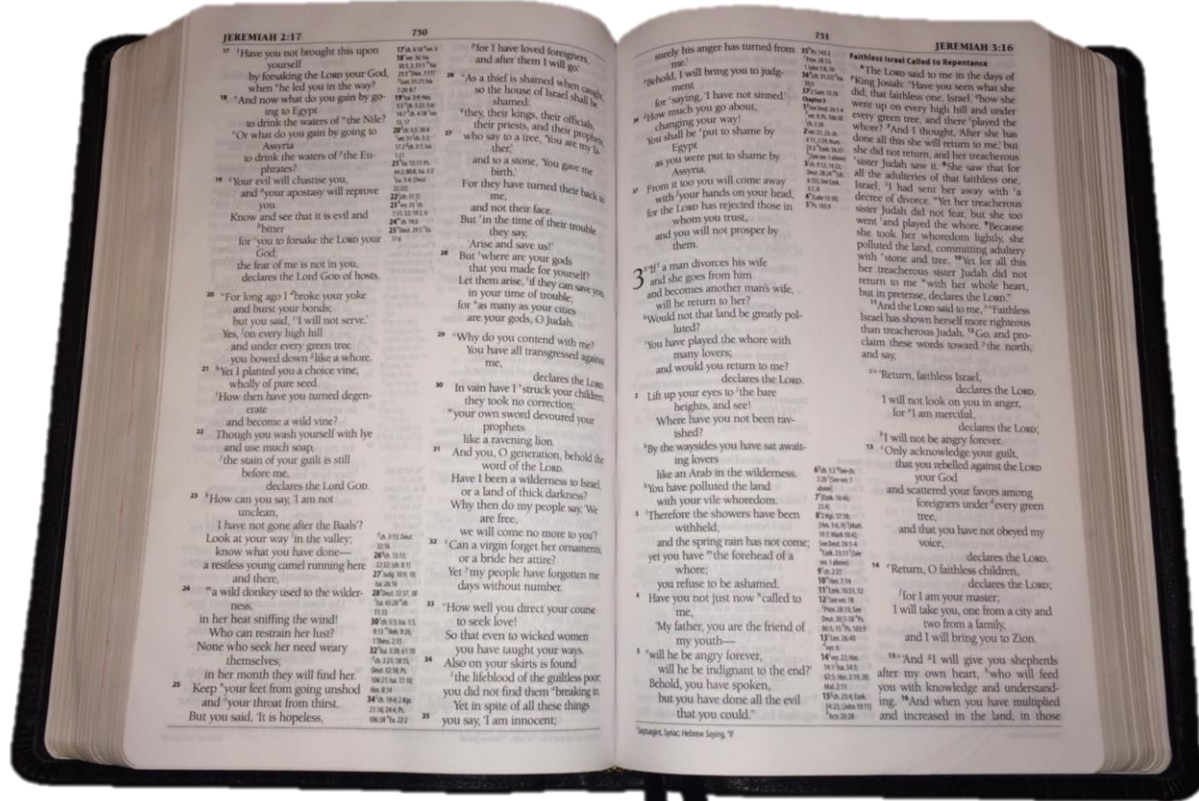 JEREMIAH 2:17
750
17 Have you not brought this upon
yourself
by forsaking the LORD your God,
when he led you in the way?
18 And now what do you gain by go-
ing to Egypt
to drink the waters of the Nile?
Or what do you gain by going to
Assyria
to drink the waters of the Eu-
phrates?
19 Your evil will chastise you,
and your apostasy will reprove
you.
Know and see that it is evil and
bitter
for you to forsake the LORD your
God;
the fear of me is not in you,
declares the Lord GOD of hosts.
20 "For long ago I broke your yoke
and burst your bonds;
but you said, 'I will not serve.'
Yes, on every high hill
and under every green tree
you bowed down like a whore.
21 Yet I planted you a choice vine,
wholly of pure seed.
How then have you turned degen-
erate
and become a wild vine?
22 Though you wash yourself with lye
and use much soap,
the stain of your guilt is still
before me,
declares the Lord GOD.
23 How can you say, 'I am not
unclean,
I have not gone after the Baals'?
Look at your way in the valley;
know what you have done—
a restless young camel running here
and there,
24 a wild donkey used to the wilder-
ness,
in her heat sniffing the wind!
Who can restrain her lust?
None who seek her need weary
themselves;
in her month they will find her.
25 Keep your feet from going unshod
and your throat from thirst.
But you said, 'It is hopeless,
for I have loved foreigners,
and after them I will go.'
26 "As a thief is shamed when caught,
so the house of Israel shall be
shamed:
they, their kings, their officials,
their priests, and their prophets,
27 who say to a tree, 'You are my fa-
ther,'
and to a stone, 'You gave me
birth.'
For they have turned their back to
me,
and not their face.
But in the time of their trouble
they say,
'Arise and save us!'
28 But where are your gods
that you made for yourself?
Let them arise, if they can save you,
in your time of trouble;
for as many as your cities
are your gods, O Judah.
29 "Why do you contend with me?
You have all transgressed against
me,
declares the LORD.
30 In vain have I struck your children;
they took no correction;
your own sword devoured your
prophets
like a ravening lion.
31 And you, O generation, behold the
word of the LORD.
Have I been a wilderness to Israel,
or a land of thick darkness?
Why then do my people say, 'We
are free,
we will come no more to you'?
32 Can a virgin forget her ornaments,
or a bride her attire?
Yet my people have forgotten me
days without number.
33 "How well you direct your course
to seek love!
So that even to wicked women
you have taught your ways.
34 Also on your skirts is found
the lifeblood of the guiltless poor;
you did not find them breaking in.
Yet in spite of all these things
35 you say, 'I am innocent;
751
JEREMIAH 3:16
surely his anger has turned from
me.'
Behold, I will bring you to judg-
ment
for saying, 'I have not sinned.'
36 How much you go about,
changing your way!
You shall be put to shame by
Egypt
as you were put to shame by
Assyria.
37 From it too you will come away
with your hands on your head,
for the LORD has rejected those in
whom you trust,
and you will not prosper by
them.
3 "If a man divorces his wife
and she goes from him
and becomes another man's wife,
will he return to her?
Would not that land be greatly pol-
luted?
You have played the whore with
many lovers;
and would you return to me?
declares the LORD.
2 Lift up your eyes to the bare
heights, and see!
Where have you not been rav-
ished?
By the waysides you have sat await-
ing lovers
like an Arab in the wilderness.
You have polluted the land
with your vile whoredom.
3 Therefore the showers have been
withheld,
and the spring rain has not come;
yet you have the forehead of a
whore;
you refuse to be ashamed.
4 Have you not just now called to
me,
'My father, you are the friend of
my youth—
5 will he be angry forever,
will he be indignant to the end?'
Behold, you have spoken,
but you have done all the evil
that you could."
Faithless Israel Called to Repentance
6 The LORD said to me in the days of
King Josiah: "Have you seen what she
did, that faithless one, Israel, how she
went up on every high hill and under
every green tree, and there played the
whore? 7 And I thought, 'After she has
done all this she will return to me,' but
she did not return, and her treacherous
sister Judah saw it. 8 She saw that for
all the adulteries of that faithless one,
Israel, I had sent her away with a
decree of divorce. Yet her treacherous
sister Judah did not fear, but she too
went and played the whore. 9 Because
she took her whoredom lightly, she
polluted the land, committing adultery
with stone and tree. 10 Yet for all this
her treacherous sister Judah did not
return to me with her whole heart,
but in pretense, declares the LORD."
11 And the LORD said to me, "Faithless
Israel has shown herself more righteous
than treacherous Judah. 12 Go, and pro-
claim these words toward the north,
and say,
"'Return, faithless Israel,
declares the LORD.
I will not look on you in anger,
for I am merciful,
declares the LORD;
I will not be angry forever.
13 Only acknowledge your guilt,
that you rebelled against the LORD
your God
and scattered your favors among
foreigners under every green
tree,
and that you have not obeyed my
voice,
declares the LORD.
14 Return, O faithless children,
declares the LORD;
for I am your master;
I will take you, one from a city and
two from a family,
and I will bring you to Zion.
15 "'And I will give you shepherds
after my own heart, who will feed
you with knowledge and understand-
ing. 16 And when you have multiplied
and increased in the land, in those
Septuagint, Syriac; Hebrew Saying, "If